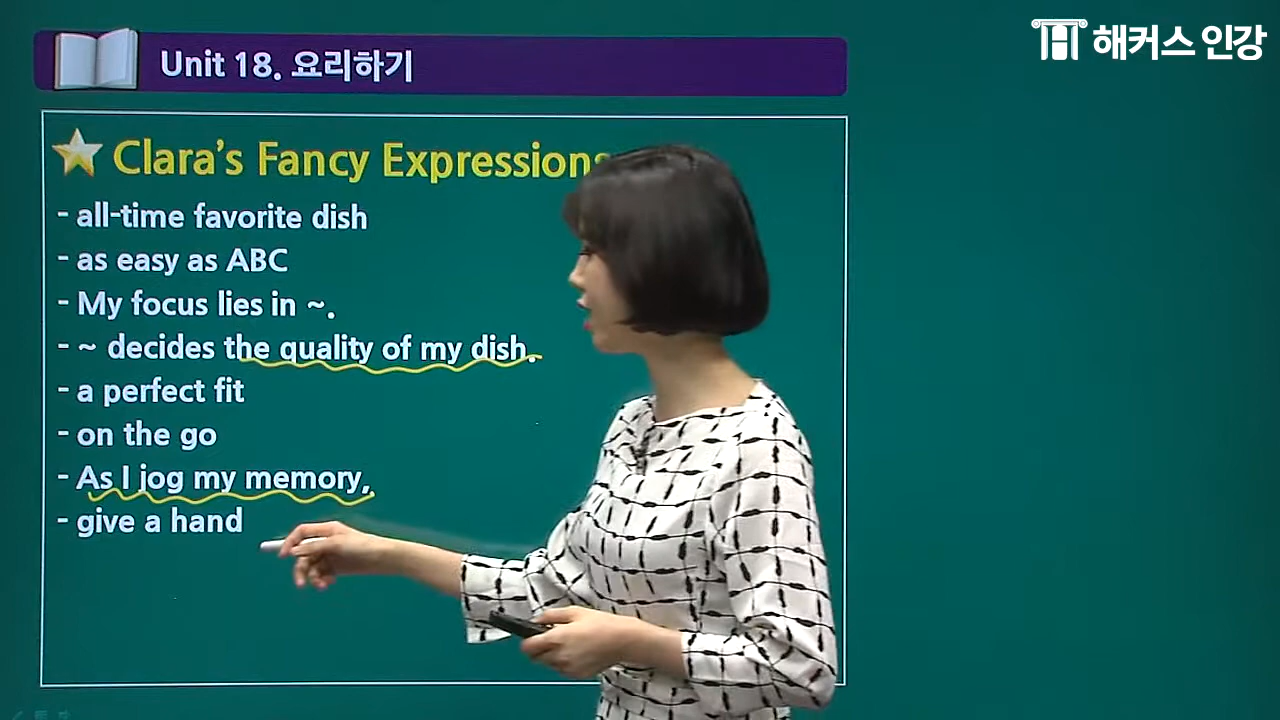 해커스 인강
Unit 18. 요리하기
Clara's Fancy Expressions
- all-time favorite dish
- as easy as ABC
- My focus lies in ~.
- ~ decides the quality of my dish.
- a perfect fit
- on the go
- As I jog my memory,
- give a hand